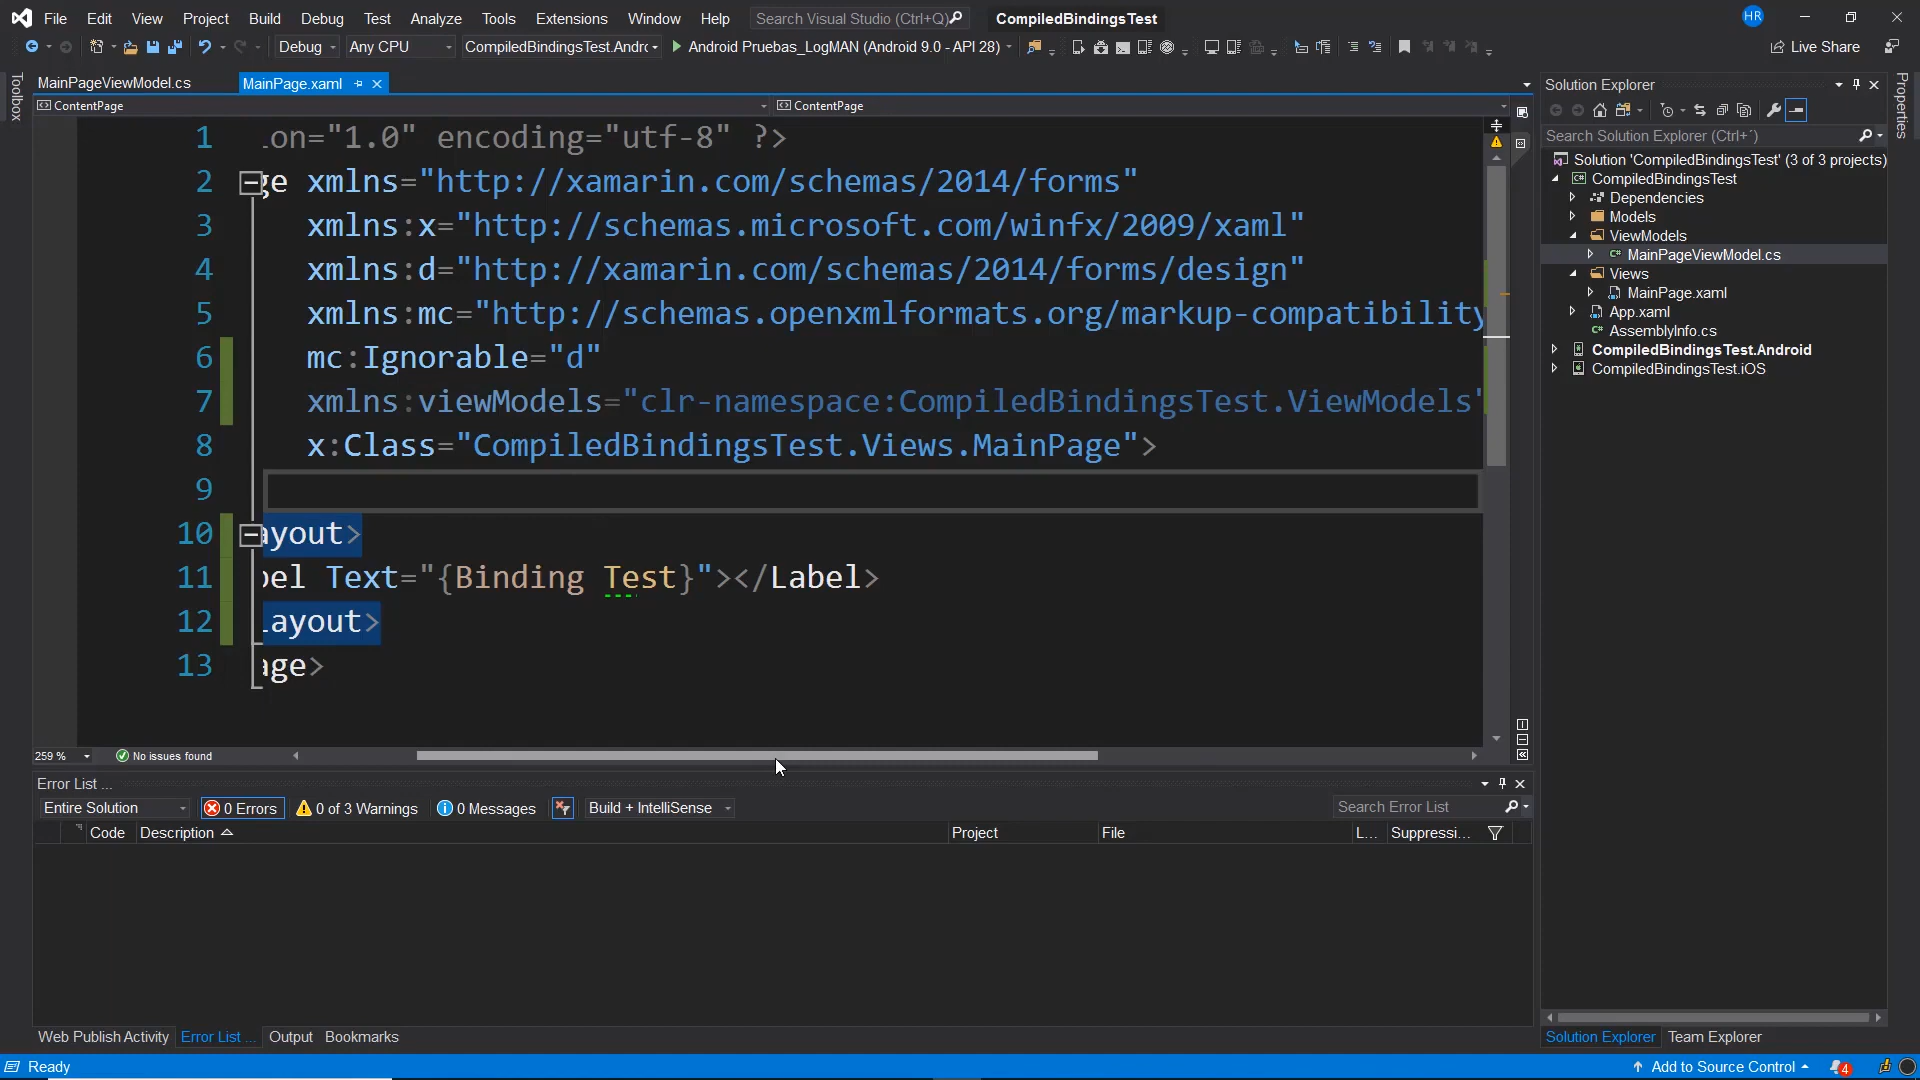 File Edit View Project Build Debug Test Analyze Tools Extensions Window Help Search Visual Studio (Ctrl+Q) CompiledBindingsTest HR
Debug Any CPU CompiledBindingsTest.Andrc Android Pruebas_LogMAN (Android 9.0 - API 28) Live Share
Toolbox
MainPageViewModel.cs MainPage.xaml
ContentPage ContentPage
1 .on="1.0" encoding="utf-8" ?>
2 ge xmlns="http://xamarin.com/schemas/2014/forms"
3 xmlns:x="http://schemas.microsoft.com/winfx/2009/xaml"
4 xmlns:d="http://xamarin.com/schemas/2014/forms/design"
5 xmlns:mc="http://schemas.openxmlformats.org/markup-compatibility
6 mc:Ignorable="d"
7 xmlns:viewModels="clr-namespace:CompiledBindingsTest.ViewModels"
8 x:Class="CompiledBindingsTest.Views.MainPage">
9
10 ayout>
11 bel Text="{Binding Test}"></Label>
12 Layout>
13 age>
259 % No issues found
Error List ...
Entire Solution 0 Errors 0 of 3 Warnings 0 Messages Build + IntelliSense Search Error List
Code Description Project File L... Suppressi...
Web Publish Activity Error List ... Output Bookmarks
Solution Explorer
Search Solution Explorer (Ctrl+´)
Solution 'CompiledBindingsTest' (3 of 3 projects)
CompiledBindingsTest
Dependencies
Models
ViewModels
MainPageViewModel.cs
Views
MainPage.xaml
App.xaml
AssemblyInfo.cs
CompiledBindingsTest.Android
CompiledBindingsTest.iOS
Solution Explorer Team Explorer
Properties
Ready Add to Source Control 4